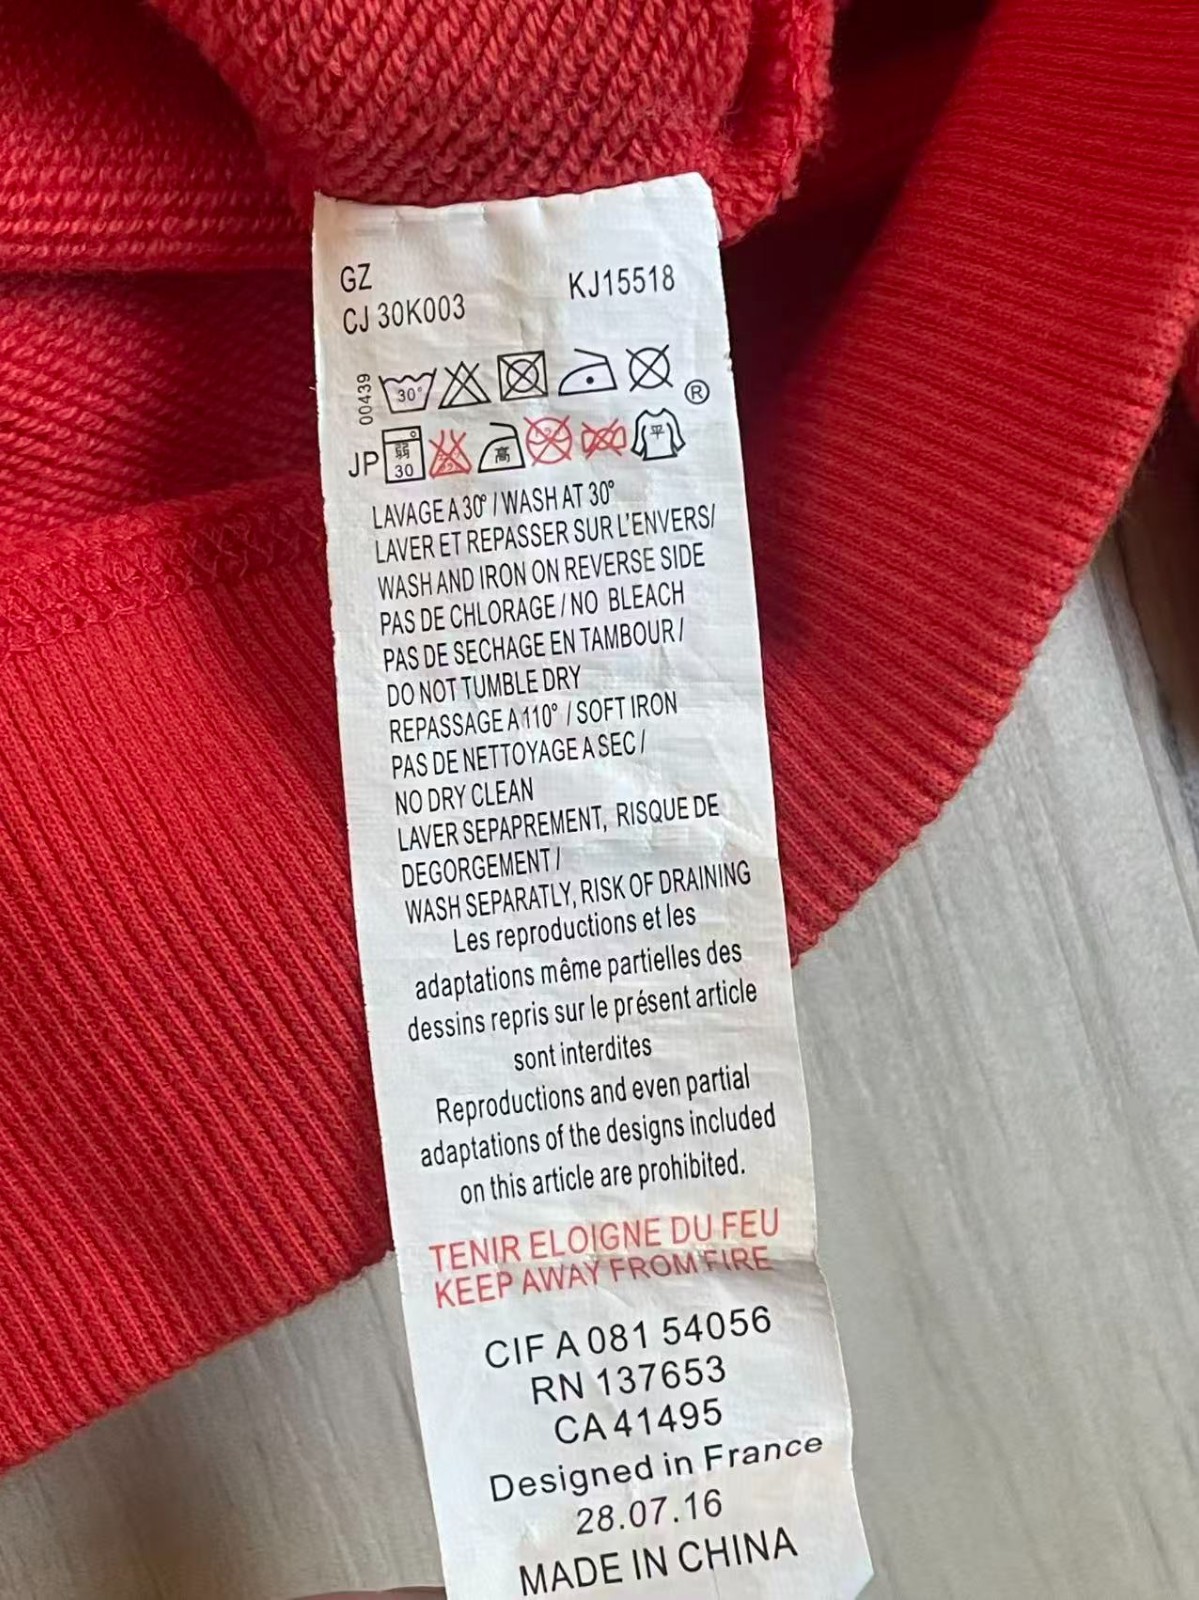 GZ
CJ 30K003
KJ15518
00439
30°
®
JP
弱
30
高
平
LAVAGE A 30° / WASH AT 30°
LAVER ET REPASSER SUR L'ENVERS/
WASH AND IRON ON REVERSE SIDE
PAS DE CHLORAGE / NO BLEACH
PAS DE SECHAGE EN TAMBOUR /
DO NOT TUMBLE DRY
REPASSAGE A 110° / SOFT IRON
PAS DE NETTOYAGE A SEC /
NO DRY CLEAN
LAVER SEPAPREMENT, RISQUE DE
DEGORGEMENT /
WASH SEPARATLY, RISK OF DRAINING
Les reproductions et les
adaptations même partielles des
dessins repris sur le présent article
sont interdites
Reproductions and even partial
adaptations of the designs included
on this article are prohibited.
TENIR ELOIGNE DU FEU
KEEP AWAY FROM FIRE
CIF A 081 54056
RN 137653
CA 41495
Designed in France
28.07.16
MADE IN CHINA